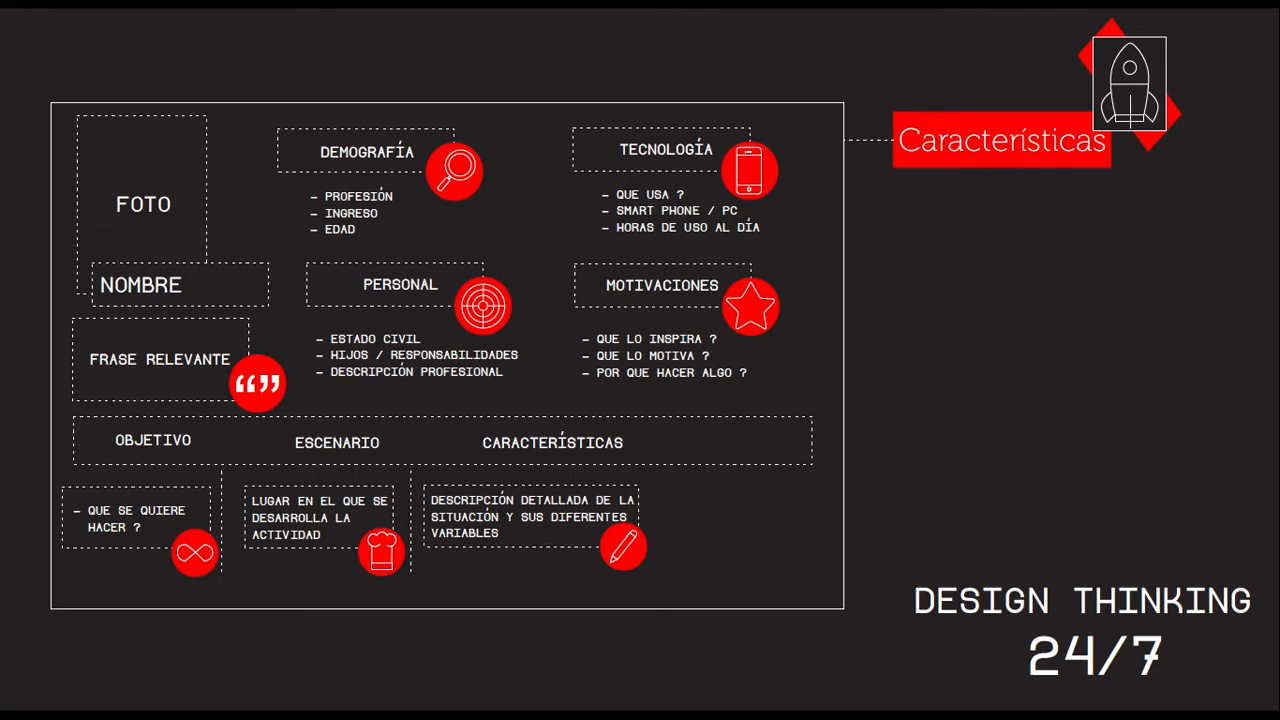 Características
FOTO
NOMBRE
FRASE RELEVANTE
“”
DEMOGRAFÍA
- PROFESIÓN
- INGRESO
- EDAD
TECNOLOGÍA
- QUE USA ?
- SMART PHONE / PC
- HORAS DE USO AL DÍA
PERSONAL
- ESTADO CIVIL
- HIJOS / RESPONSABILIDADES
- DESCRIPCIÓN PROFESIONAL
MOTIVACIONES
- QUE LO INSPIRA ?
- QUE LO MOTIVA ?
- POR QUE HACER ALGO ?
OBJETIVO
ESCENARIO
CARACTERÍSTICAS
- QUE SE QUIERE
HACER ?
LUGAR EN EL QUE SE
DESARROLLA LA
ACTIVIDAD
DESCRIPCIÓN DETALLADA DE LA
SITUACIÓN Y SUS DIFERENTES
VARIABLES
DESIGN THINKING
24/7